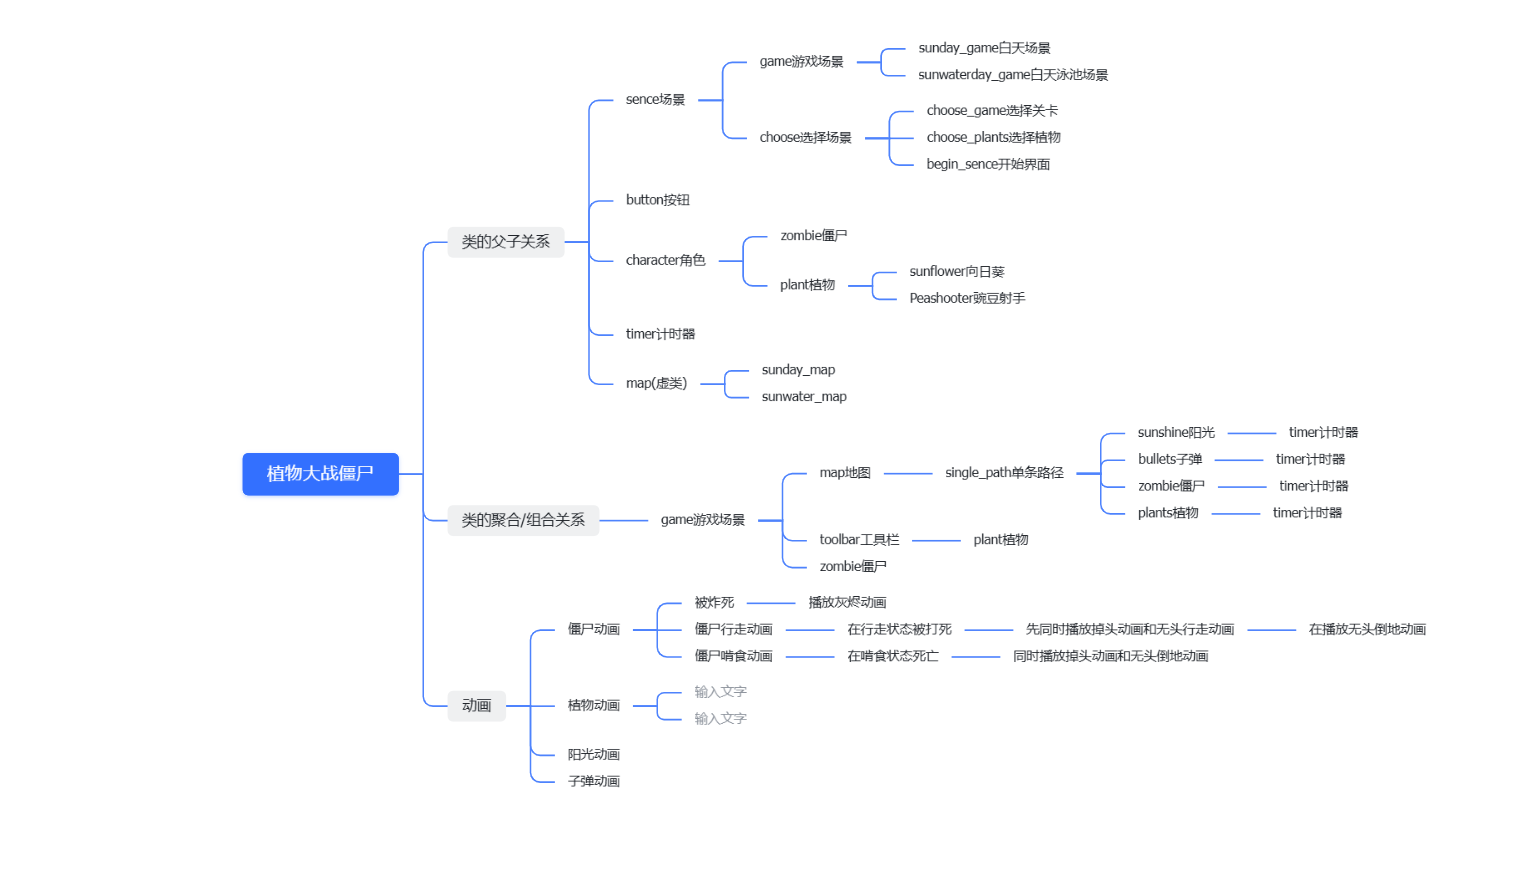 植物大战僵尸
类的父子关系
sence场景
game游戏场景
sunday_game白天场景
sunwaterday_game白天泳池场景
choose选择场景
choose_game选择关卡
choose_plants选择植物
begin_sence开始界面
button按钮
character角色
zombie僵尸
plant植物
sunflower向日葵
Peashooter豌豆射手
timer计时器
map(虚类)
sunday_map
sunwater_map
类的聚合/组合关系
game游戏场景
map地图
single_path单条路径
sunshine阳光
timer计时器
bullets子弹
timer计时器
zombie僵尸
timer计时器
plants植物
timer计时器
toolbar工具栏
plant植物
zombie僵尸
动画
僵尸动画
被炸死
播放灰烬动画
僵尸行走动画
在行走状态被打死
先同时播放掉头动画和无头行走动画
在播放无头倒地动画
僵尸啃食动画
在啃食状态死亡
同时播放掉头动画和无头倒地动画
植物动画
输入文字
输入文字
阳光动画
子弹动画